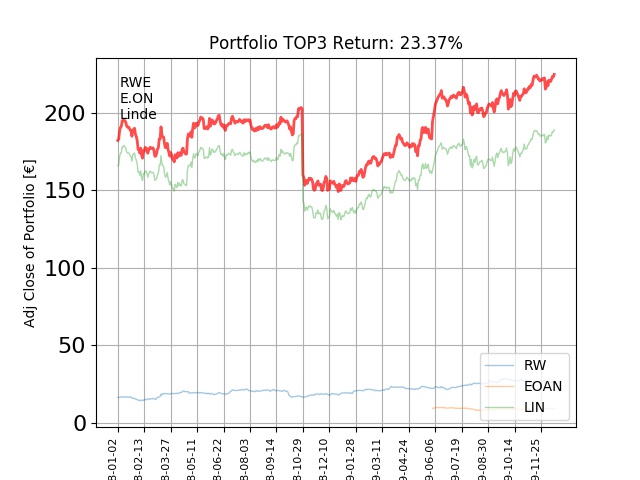 Portfolio TOP3 Return: 23.37%
RWE
E.ON
Linde
Adj Close of Portfolio [€]
200
150
100
50
0
RW
EOAN
LIN
8-01-02
8-02-13
8-03-27
8-05-11
8-06-22
8-08-03
8-09-14
8-10-29
8-12-10
9-01-28
9-03-11
9-04-24
9-06-06
9-07-19
9-08-30
9-10-14
9-11-25